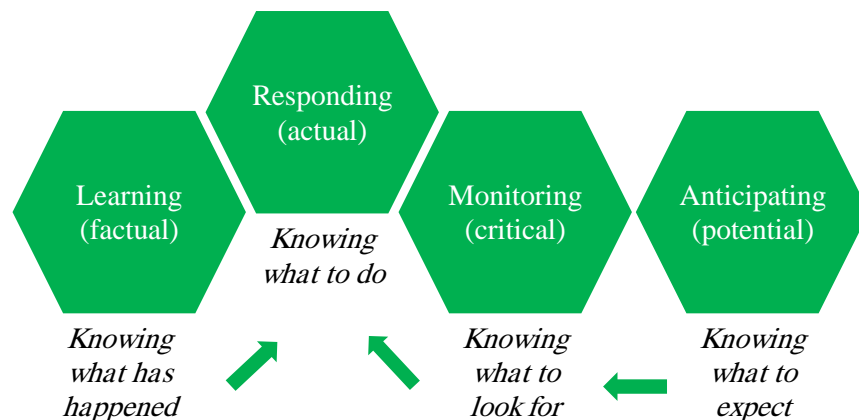 Responding
(actual)
Learning
(factual)
Monitoring
(critical)
Anticipating
(potential)
Knowing
what to do
Knowing
what has
happened
Knowing
what to
look for
Knowing
what to
expect